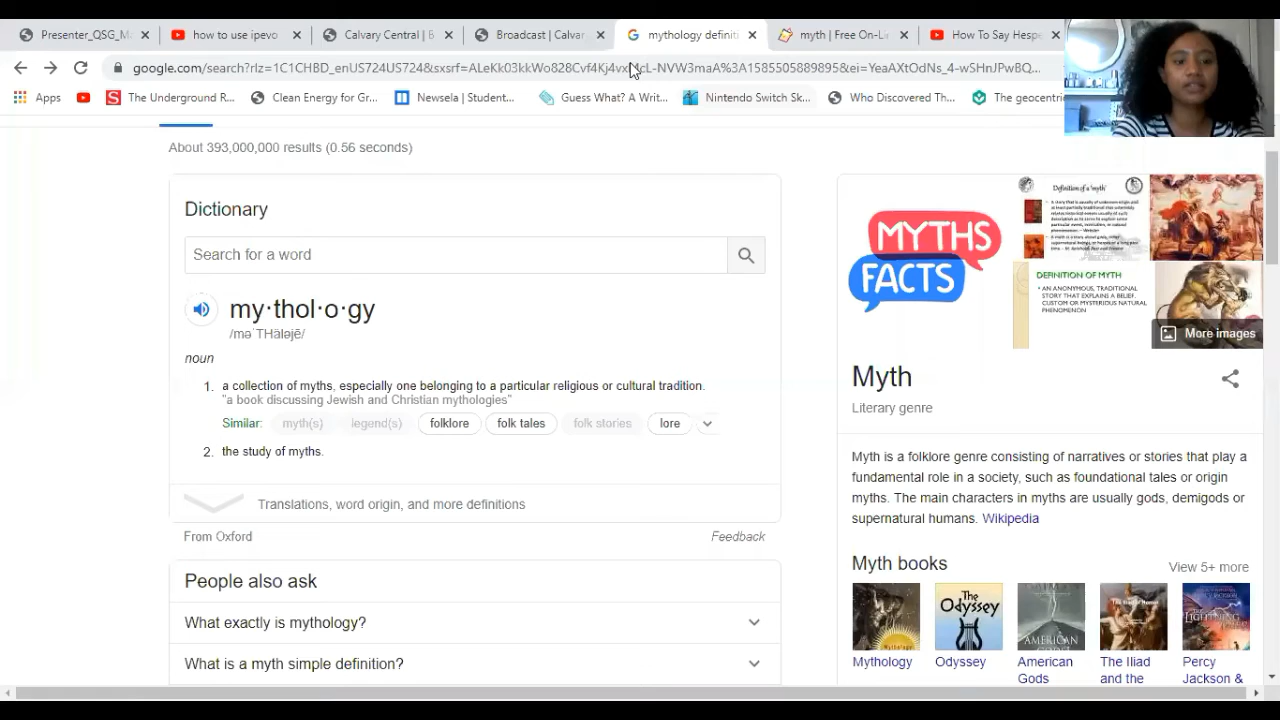 Presenter_QSG_Ma
how to use ipevo
Calvary Central | B
Broadcast | Calvar
mythology definiti
myth | Free On-Li
How To Say Hespe
google.com/search?rlz=1C1CHBD_enUS724US724&sxsrf=
Apps
The Underground R...
Clean Energy for Gr...
Newsela | Student...
Guess What? A Writ...
Nintendo Switch Sk...
Who Discovered Th...
The geocentri
About 393,000,000 results (0.56 seconds)
Dictionary
Search for a word
my·thol·o·gy
/məˈTHäləjē/
noun
1. a collection of myths, especially one belonging to a particular religious or cultural tradition.
"a book discussing Jewish and Christian mythologies"
Similar: myth(s) legend(s) folklore folk tales folk stories lore
2. the study of myths.
Translations, word origin, and more definitions
From Oxford
Feedback
People also ask
What exactly is mythology?
What is a myth simple definition?
MYTHS
FACTS
Definition of a 'myth'
DEFINITION OF MYTH
• AN ANONYMOUS, TRADITIONAL
STORY THAT EXPLAINS A BELIEF,
CUSTOM OR MYSTERIOUS NATURAL
PHENOMENON
More images
Myth
Literary genre
Myth is a folklore genre consisting of narratives or stories that play a
fundamental role in a society, such as foundational tales or origin
myths. The main characters in myths are usually gods, demigods or
supernatural humans. Wikipedia
Myth books
View 5+ more
The
Odyssey
AMERICAN
GODS
Mythology
Odyssey
American
Gods
The Iliad
and the
Percy
Jackson &